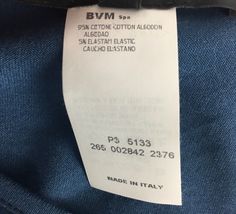 BVM Spa
95% COTONE COTTON ALGODON
ALGODAO
5% ELASTAM ELASTIC
CAUCHO ELASTANO
P3 5133
265 002842 2376
MADE IN ITALY